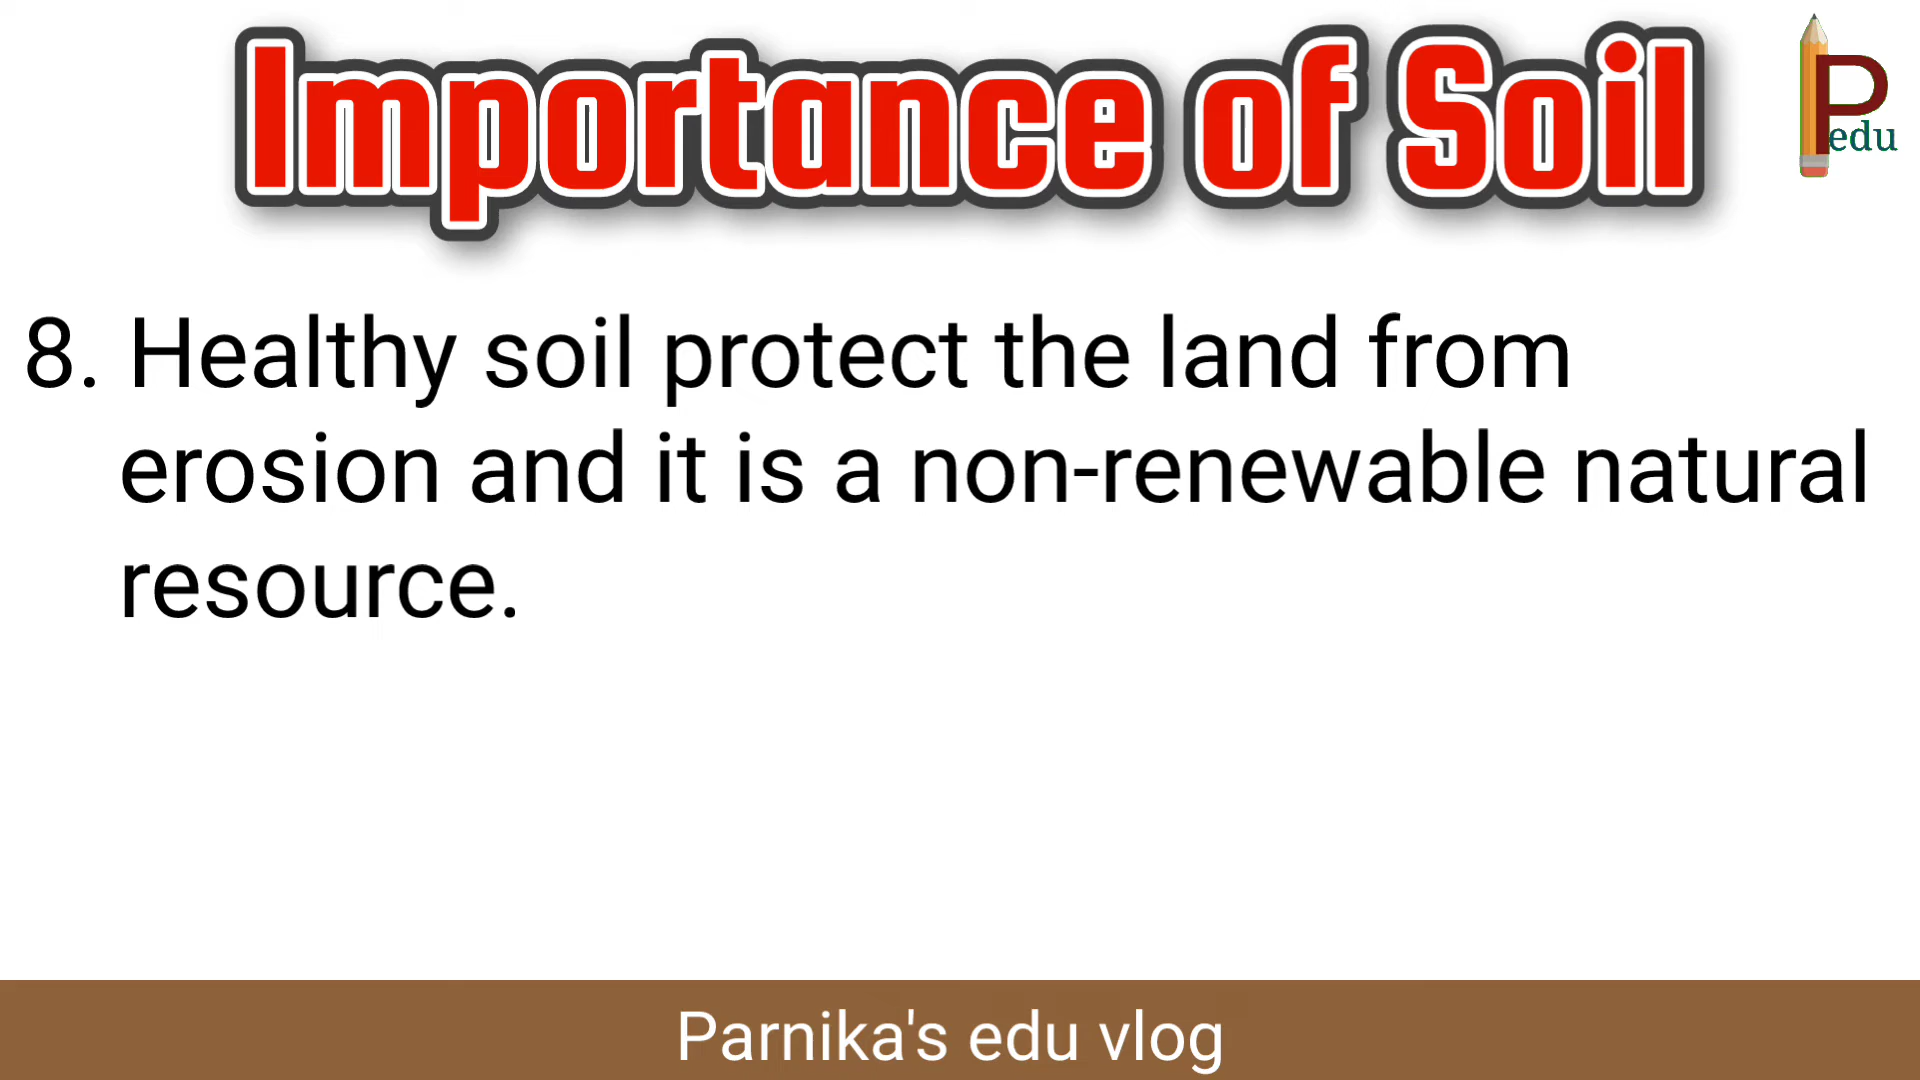 Importance of Soil
P
edu
8. Healthy soil protect the land from
erosion and it is a non-renewable natural
resource.
Parnika's edu vlog